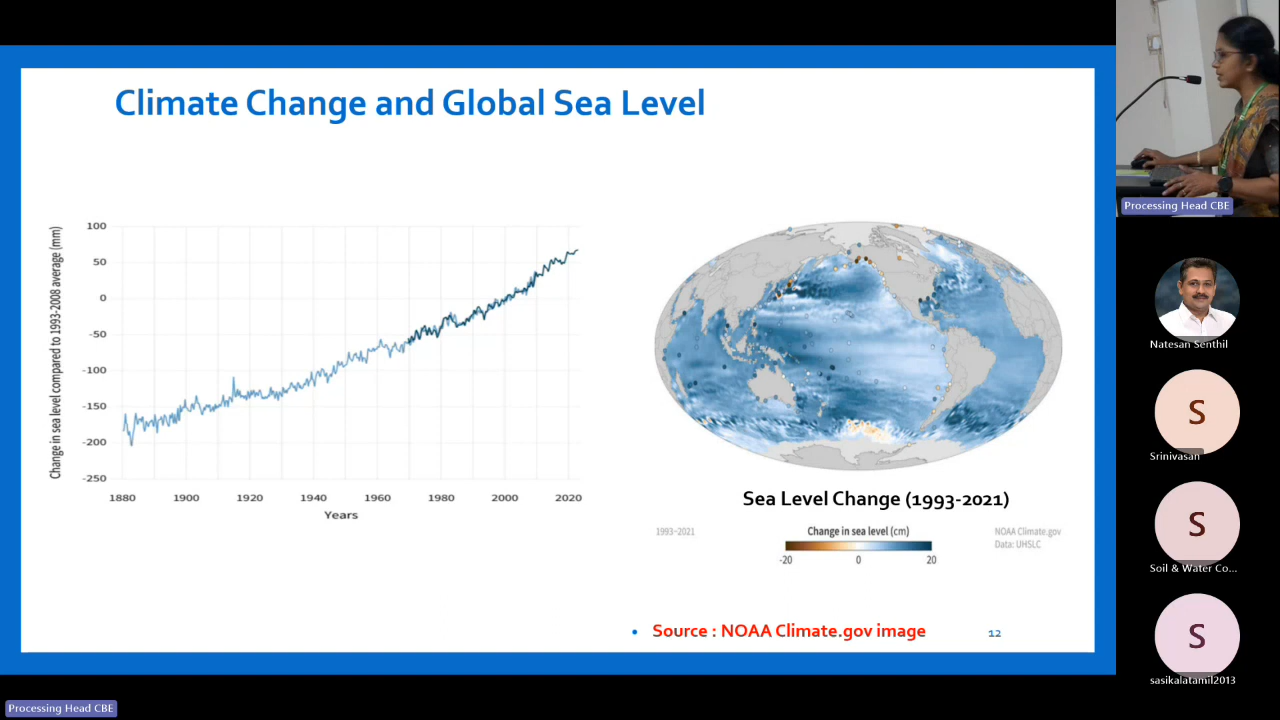 Climate Change and Global Sea Level
Change in sea level compared to 1993-2008 average (mm)
100
50
0
-50
-100
-150
-200
-250
1880 1900 1920 1940 1960 1980 2000 2020
Years
Sea Level Change (1993-2021)
1993-2021
Change in sea level (cm)
-20 0 20
NOAA Climate.gov
Data: UHSLC
• Source : NOAA Climate.gov image
12
Processing Head CBE
Natesan Senthil
S
Srinivasan
S
Soil & Water Co...
S
sasikalatamil2013
Processing Head CBE